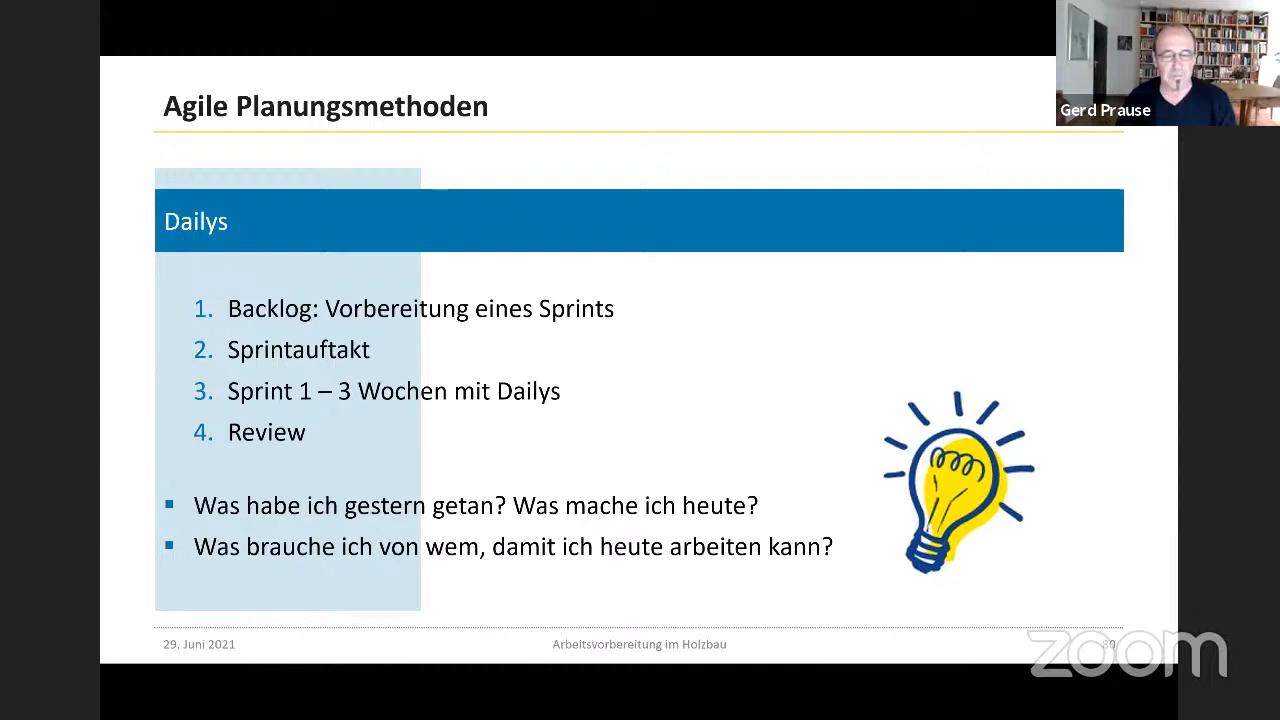 Gerd Prause
Agile Planungsmethoden
Dailys
1. Backlog: Vorbereitung eines Sprints
2. Sprintauftakt
3. Sprint 1 – 3 Wochen mit Dailys
4. Review
▪ Was habe ich gestern getan? Was mache ich heute?
▪ Was brauche ich von wem, damit ich heute arbeiten kann?
29. Juni 2021
Arbeitsvorbereitung im Holzbau
80
zoom